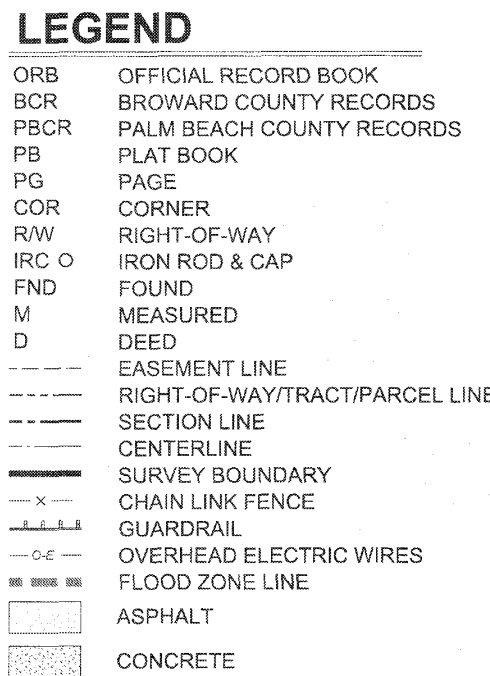 LEGEND
ORB OFFICIAL RECORD BOOK
BCR BROWARD COUNTY RECORDS
PBCR PALM BEACH COUNTY RECORDS
PB PLAT BOOK
PG PAGE
COR CORNER
R/W RIGHT-OF-WAY
IRC O IRON ROD & CAP
FND FOUND
M MEASURED
D DEED
EASEMENT LINE
RIGHT-OF-WAY/TRACT/PARCEL LINE
SECTION LINE
CENTERLINE
SURVEY BOUNDARY
x CHAIN LINK FENCE
GUARDRAIL
O-E OVERHEAD ELECTRIC WIRES
FLOOD ZONE LINE
ASPHALT
CONCRETE